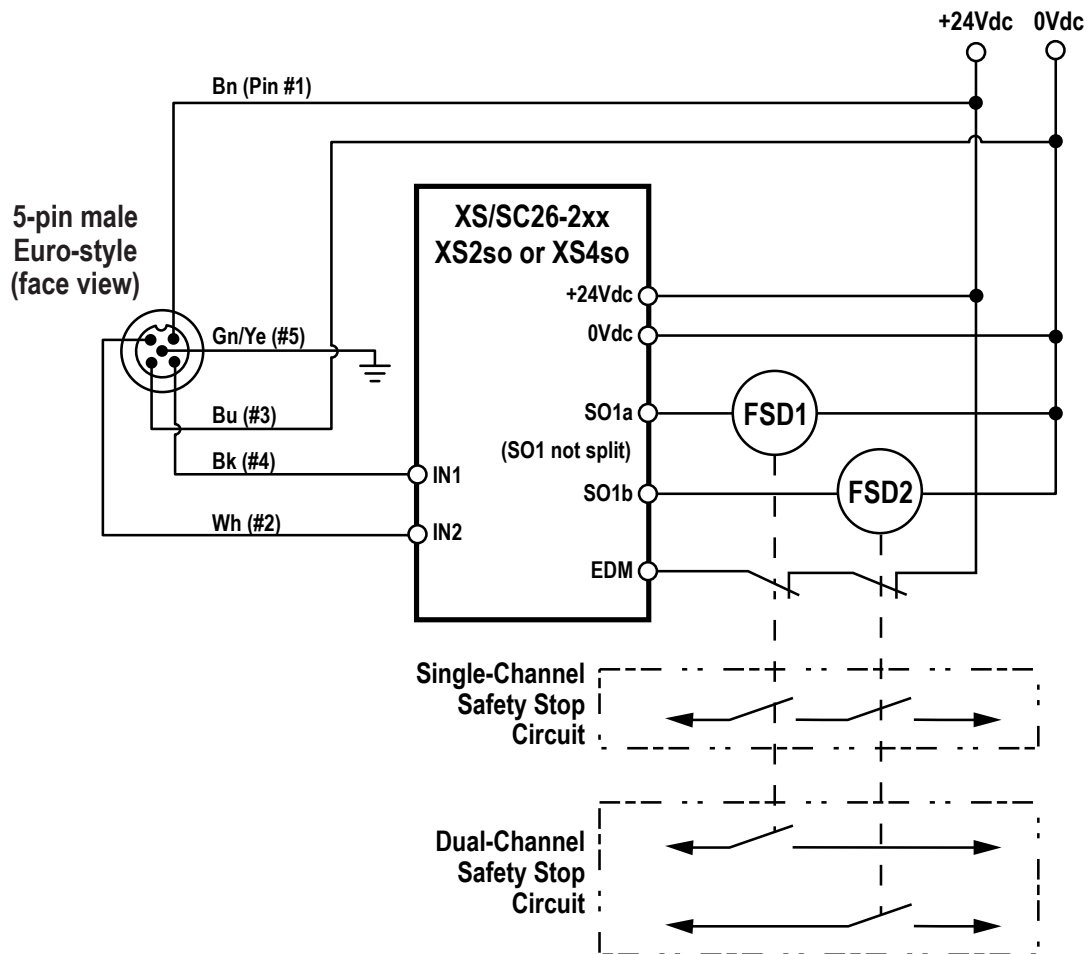 +24Vdc 0Vdc
Bn (Pin #1)
5-pin male
Euro-style
(face view)
XS/SC26-2xx
XS2so or XS4so
+24Vdc
0Vdc
Gn/Ye (#5)
Bu (#3)
SO1a
FSD1
(SO1 not split)
Bk (#4)
IN1
SO1b
FSD2
Wh (#2)
IN2
EDM
Single-Channel
Safety Stop
Circuit
Dual-Channel
Safety Stop
Circuit